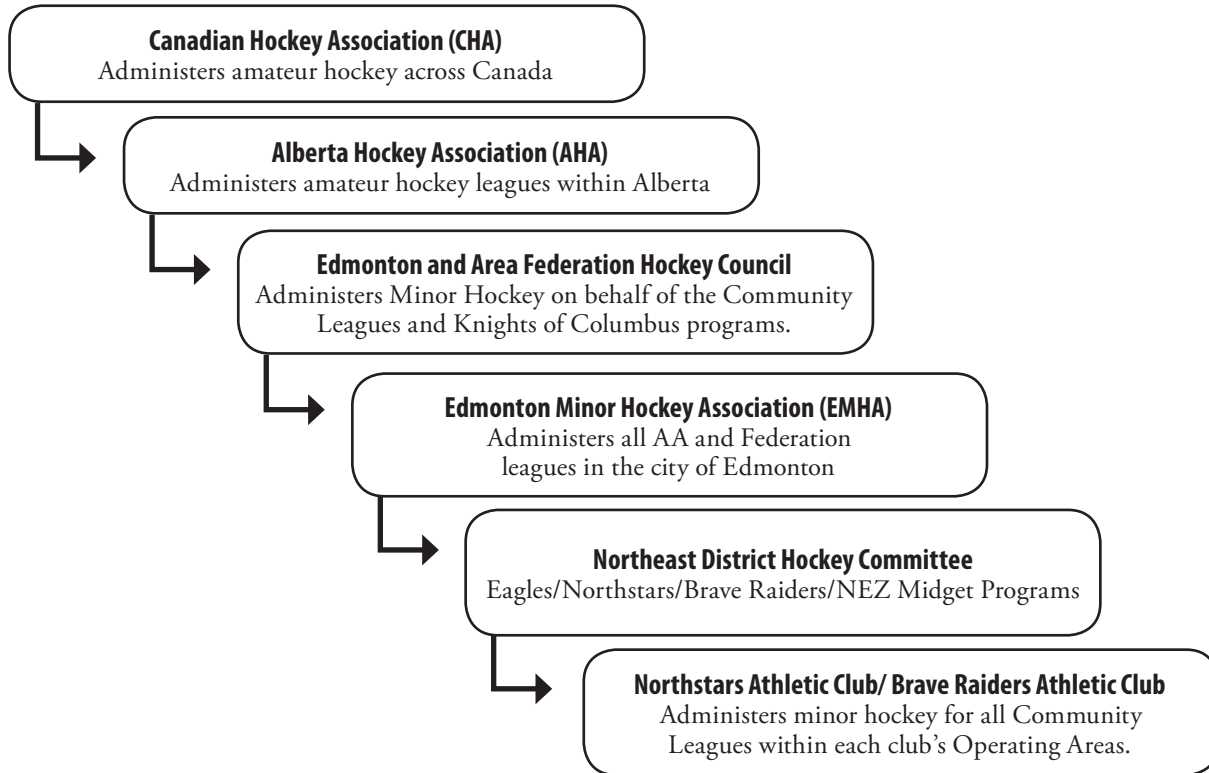 Canadian Hockey Association (CHA)
Administers amateur hockey across Canada
Alberta Hockey Association (AHA)
Administers amateur hockey leagues within Alberta
Edmonton and Area Federation Hockey Council
Administers Minor Hockey on behalf of the Community
Leagues and Knights of Columbus programs.
Edmonton Minor Hockey Association (EMHA)
Administers all AA and Federation
leagues in the city of Edmonton
Northeast District Hockey Committee
Eagles/Northstars/Brave Raiders/NEZ Midget Programs
Northstars Athletic Club/ Brave Raiders Athletic Club
Administers minor hockey for all Community
Leagues within each club’s Operating Areas.